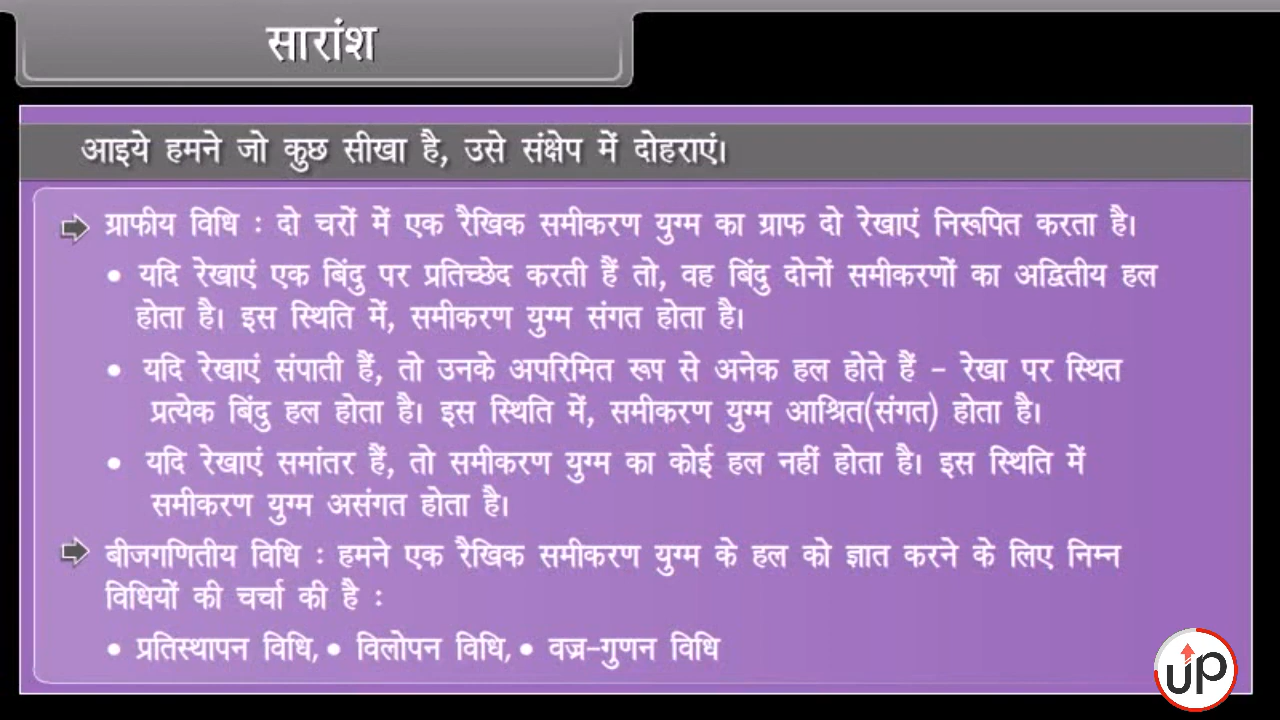 सारांश
आइये हमने जो कुछ सीखा है, उसे संक्षेप में दोहराएं।
ग्राफीय विधि : दो चरों में एक रैखिक समीकरण युग्म का ग्राफ दो रेखाएं निरूपित करता है।
• यदि रेखाएं एक बिंदु पर प्रतिच्छेद करती हैं तो, वह बिंदु दोनों समीकरणों का अद्वितीय हल
होता है। इस स्थिति में, समीकरण युग्म संगत होता है।
• यदि रेखाएं संपाती हैं, तो उनके अपरिमित रूप से अनेक हल होते हैं - रेखा पर स्थित
प्रत्येक बिंदु हल होता है। इस स्थिति में, समीकरण युग्म आश्रित(संगत) होता है।
• यदि रेखाएं समांतर हैं, तो समीकरण युग्म का कोई हल नहीं होता है। इस स्थिति में
समीकरण युग्म असंगत होता है।
बीजगणितीय विधि : हमने एक रैखिक समीकरण युग्म के हल को ज्ञात करने के लिए निम्न
विधियों की चर्चा की है :
• प्रतिस्थापन विधि, • विलोपन विधि, • वज्र-गुणन विधि
UP